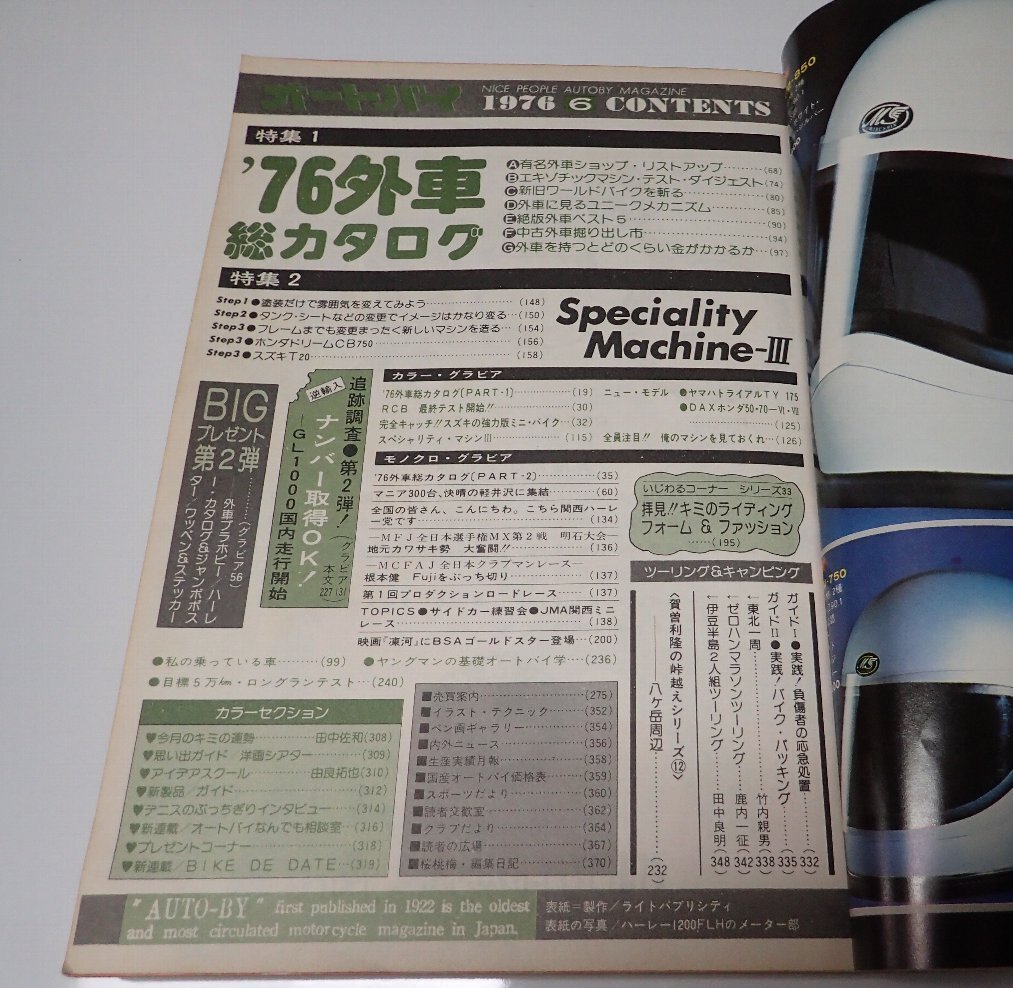 オートバイ
NICE PEOPLE AUTOBY MAGAZINE
1976 6 CONTENTS
特集1
'76外車
総カタログ
Ⓐ有名外車ショップ・リストアップ………(68)
Ⓑエキゾチックマシン・テスト・ダイジェスト(74)
Ⓒ新旧ワールドバイクを斬る…………(80)
Ⓓ外車に見るユニークメカニズム………(85)
Ⓔ絶版外車ベスト5………………(90)
Ⓕ中古外車掘り出し市………………(94)
Ⓖ外車を持つとどのくらい金がかかるか…(97)
特集2
Step1●塗装だけで雰囲気を変えてみよう…………(148)
Step2●タンク・シートなどの変更でイメージはかなり変る…(150)
Step3●フレームまでも変更まったく新しいマシンを造る…(154)
Step3●ホンダドリームCB750…………………(156)
Step3●スズキT20…………………(158)
Speciality
Machine-III
BIG
プレゼント
第2弾
…………(グラビア56)
外車プラホビー/ハーレ
ー・カタログ&ジャンボポス
ター/ワッペン&ステッカー
追跡調査●第2弾!
(グラビア 本文 227 131)
逆輸入
ナンバー取得OK!
―GL1000国内走行開始
カラー・グラビア
'76外車総カタログ[PART-1]…………(19)
RCB 最終テスト開始!!…………(30)
完全キャッチ!!スズキの強力版ミニ・バイク…(32)
スペシャリティ・マシンIII…………(115)
ニュー・モデル ●ヤマハトライアルTY 175
●DAXホンダ50・70―VI・VII
…………(125)
全員注目!! 俺のマシンを見ておくれ…(126)
モノクロ・グラビア
'76外車総カタログ[PART-2]…………(35)
マニア300台、快晴の軽井沢に集結………(60)
全国の皆さん、こんにちわ。こちら関西ハーレ
ー党です…………(134)
―MFJ全日本選手権MX第2戦 明石大会―
地元カワサキ勢 大奮闘!!…………(136)
―MCFAJ全日本クラブマンレース―
根本健 Fujiをぶっち切り…………(137)
第1回プロダクションロードレース……(137)
TOPICS●サイドカー練習会●JMA関西ミニ
レース…………(138)
映画『凍河』にBSAゴールドスター登場…(200)
いじわるコーナー シリーズ33
拝見!!キミのライディング
フォーム & ファッション
……(195)
ツーリング&キャンピング
ガイドI●実践!負傷者の応急処置…………332
ガイドII●実践!バイク・パッキング…………335
←東北一周…………竹内親男 338
←ゼロハンマラソンツーリング………鹿内一征 342
←伊豆半島2人組ツーリング………田中良明 348
〈賀曽利隆の峠越えシリーズ⑫〉
……八ヶ岳周辺…………232
●私の乗っている車………(99)
●ヤングマンの基礎オートバイ学…(236)
●目標5万㎞・ロングランテスト…(240)
カラーセクション
♥今月のキミの運勢………田中佐和(308)
♥思い出ガイド/洋画シアター……(309)
♥アイデアスクール………由良拓也(310)
♥新製品/ガイド…………(312)
♥テニスのぶっちぎりインタビュー……(314)
♥新連載/オートバイなんでも相談室…(316)
♥プレゼントコーナー…………(318)
♥新連載/BIKE DE DATE…(319)
■売買案内…………(275)
■イラスト・テクニック………(352)
■ペン画ギャラリー…………(354)
■内外ニュース…………(356)
■生産実績月報…………(358)
■国産オートバイ価格表……(359)
■スポーツだより…………(360)
■読者交歓室…………(362)
■クラブだより…………(364)
■読者の広場…………(367)
■桜桃梅・編集日記………(370)
"AUTO-BY" first published in 1922 is the oldest
and most circulated motorcycle magazine in Japan.
表紙=製作/ライトパブリシティ
表紙の写真/ハーレー1200FLHのメーター部
-850
MS
-750
MS